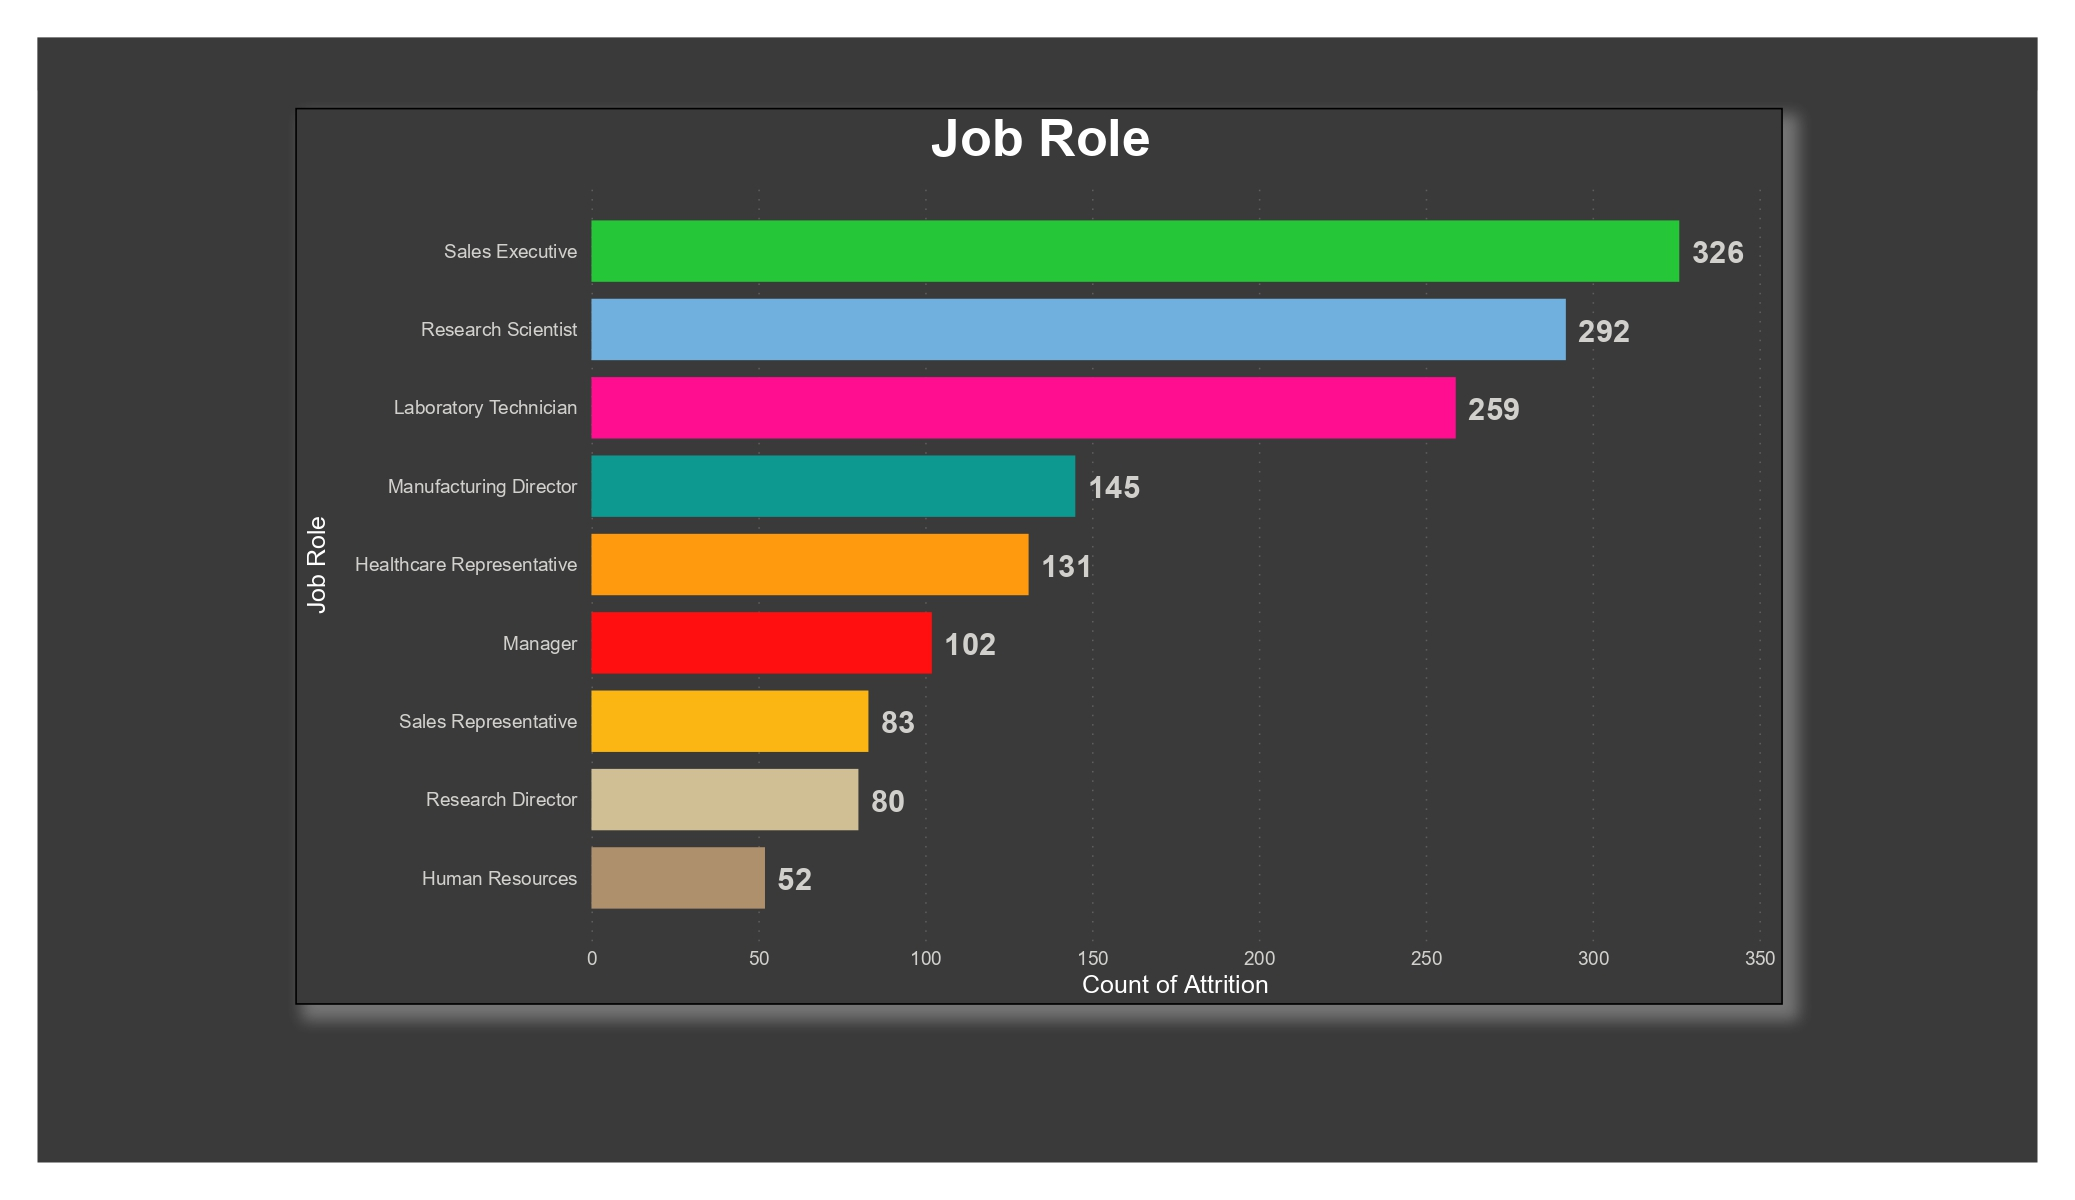 Job Role
Sales Executive 326
Research Scientist 292
Laboratory Technician 259
Manufacturing Director 145
Healthcare Representative 131
Manager 102
Sales Representative 83
Research Director 80
Human Resources 52
Job Role
0 50 100 150 200 250 300 350
Count of Attrition